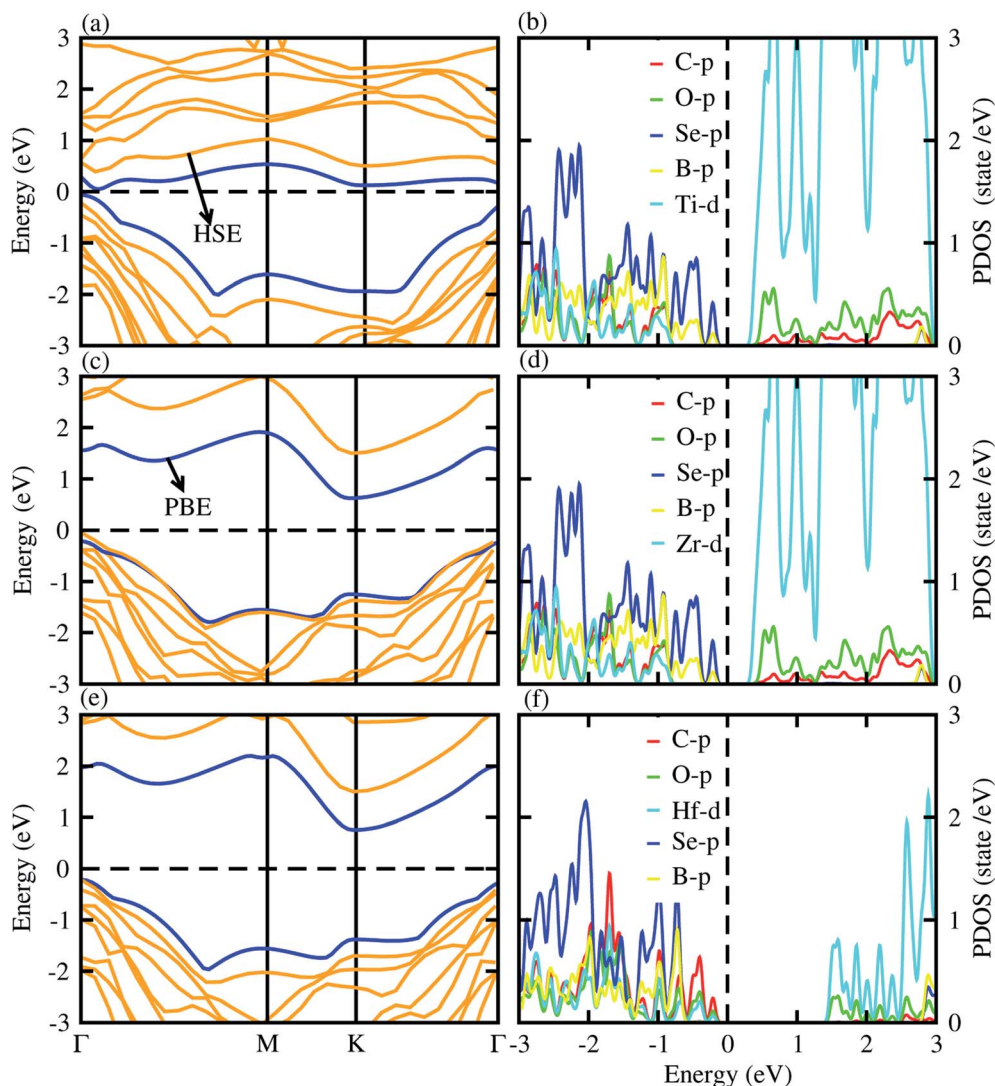 (a)
(b)
3
2
1
0
-1
-2
-3
Energy (eV)
HSE
C-p
O-p
Se-p
B-p
Ti-d
3
2
1
0
PDOS (state /eV)
(c)
(d)
3
2
1
0
-1
-2
-3
Energy (eV)
PBE
C-p
O-p
Se-p
B-p
Zr-d
3
2
1
0
PDOS (state /eV)
(e)
(f)
3
2
1
0
-1
-2
-3
Energy (eV)
Γ M K Γ
C-p
O-p
Hf-d
Se-p
B-p
3
2
1
0
PDOS (state /eV)
-3 -2 -1 0 1 2 3
Energy (eV)